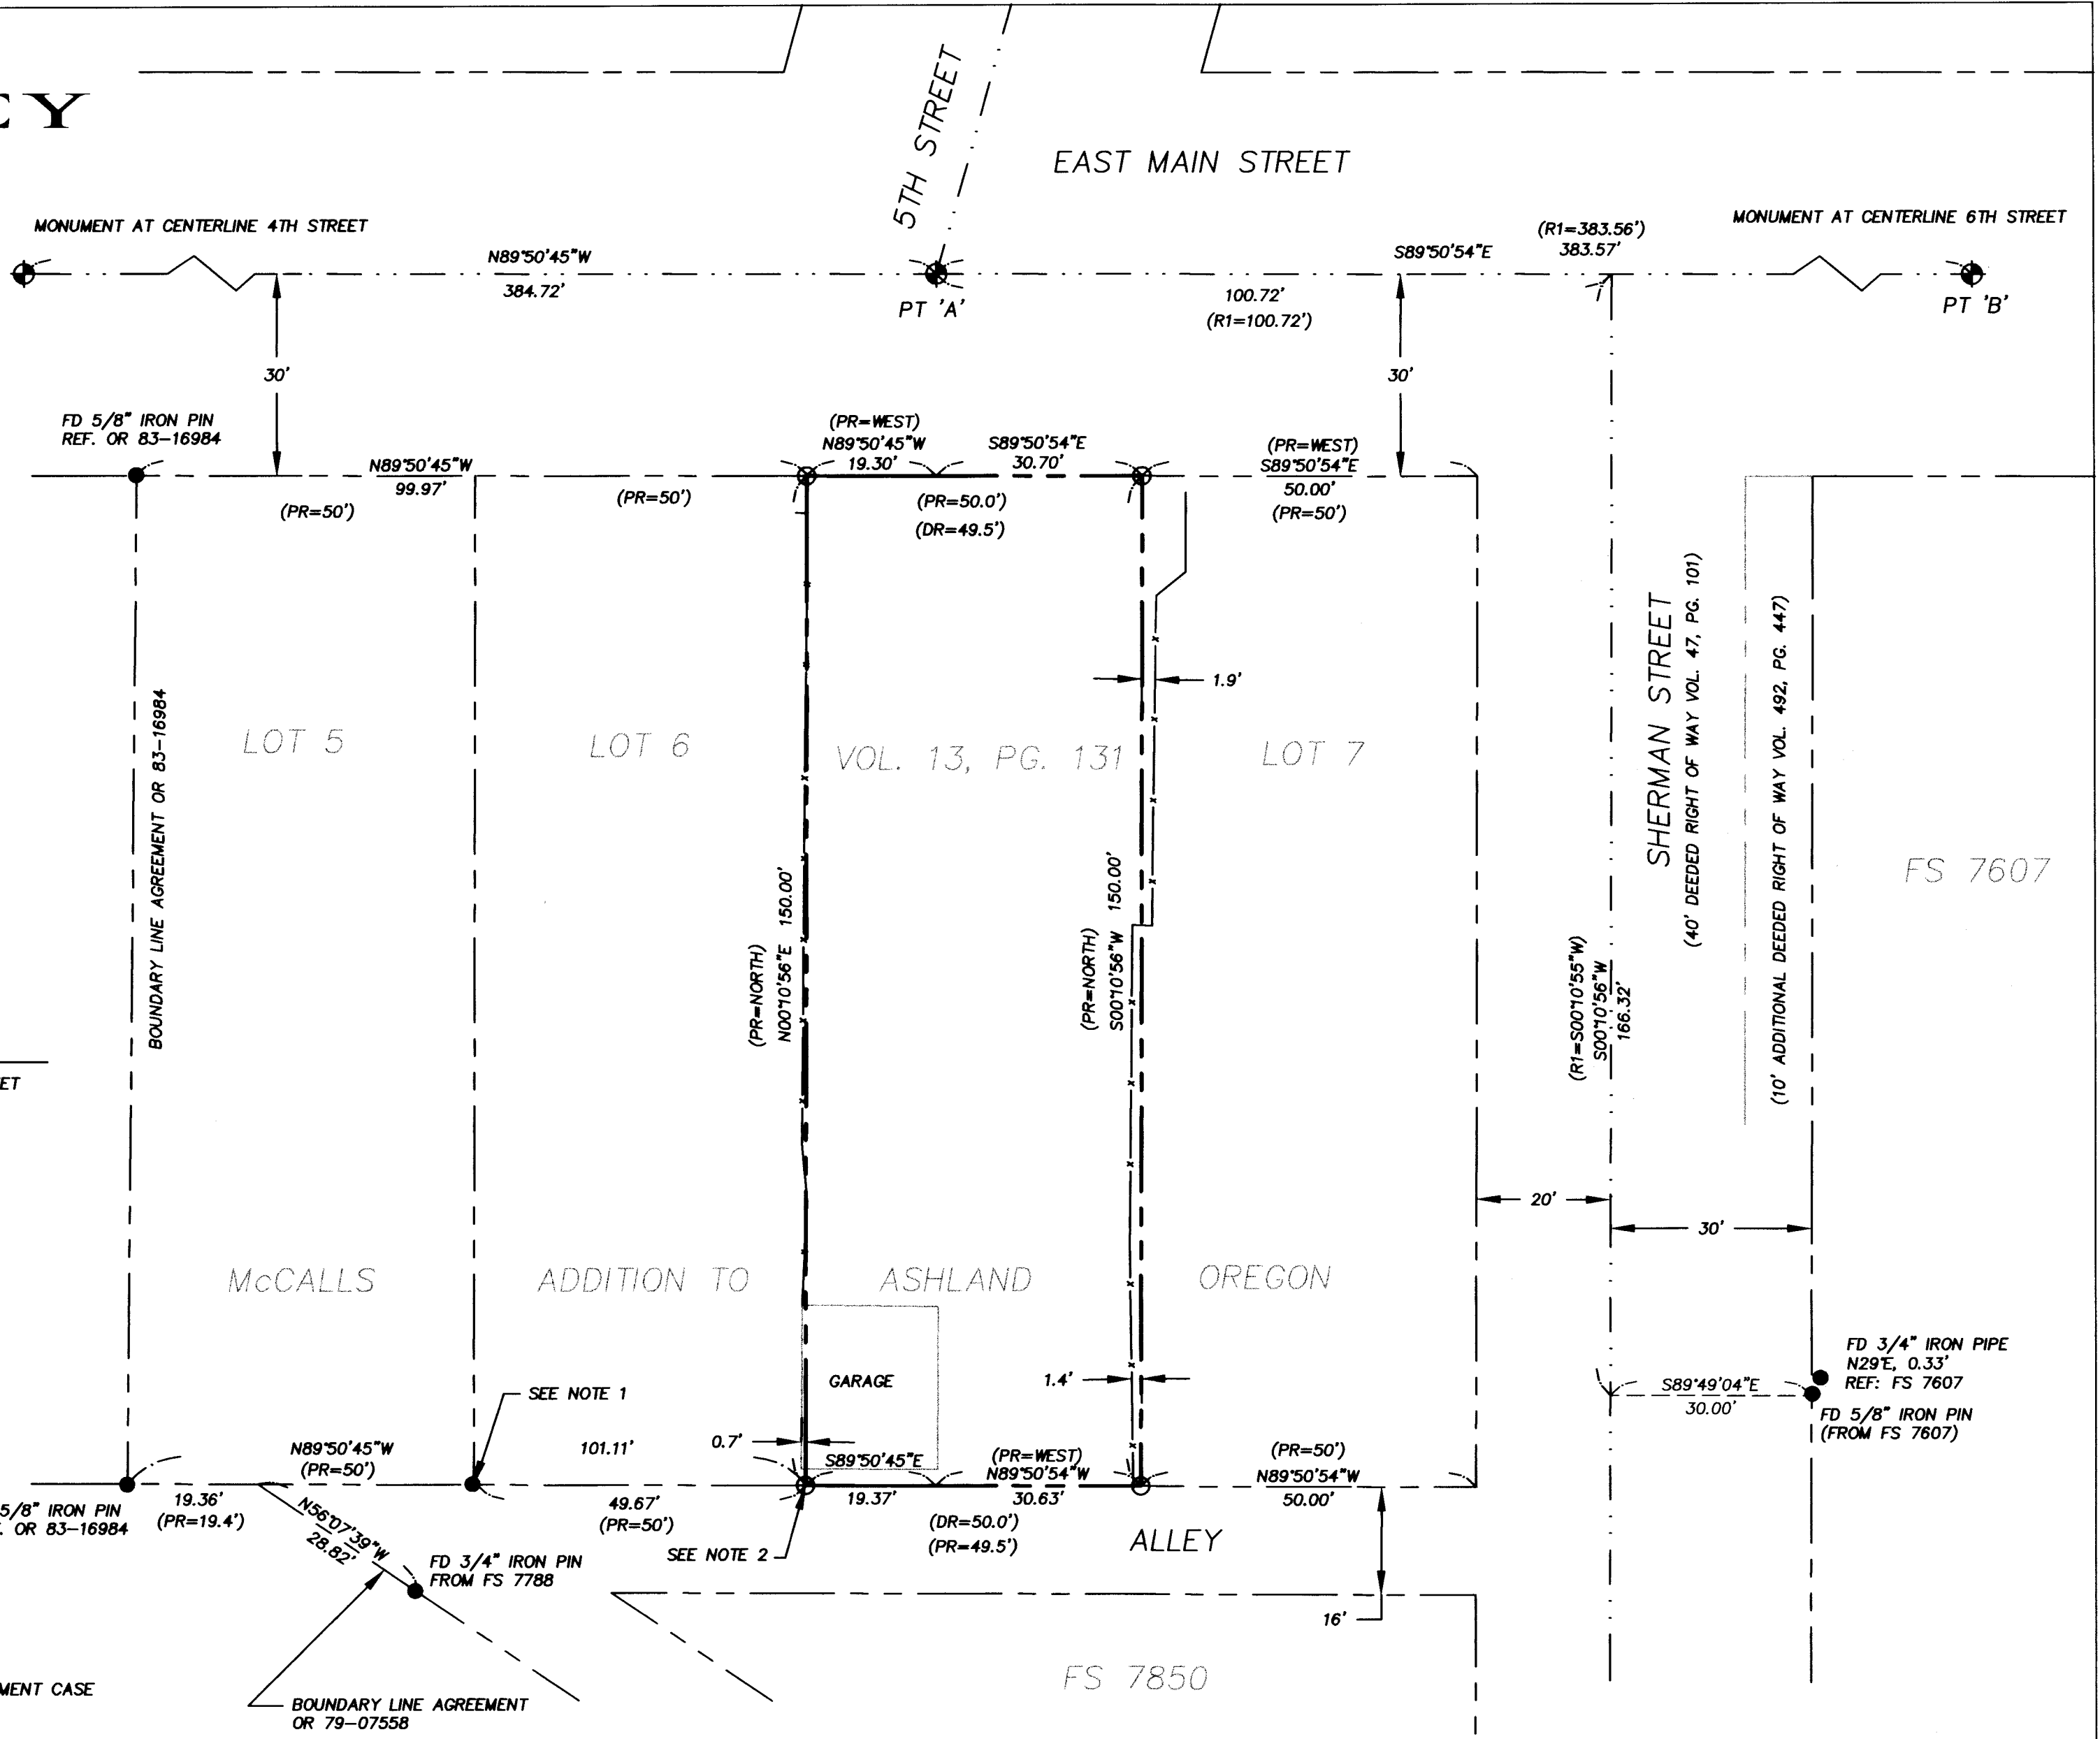 CY
5TH STREET
EAST MAIN STREET
MONUMENT AT CENTERLINE 4TH STREET
MONUMENT AT CENTERLINE 6TH STREET
N89°50'45"W
384.72'
PT 'A'
100.72'
(R1=100.72')
S89°50'54"E
(R1=383.56')
383.57'
PT 'B'
30'
30'
FD 5/8" IRON PIN
REF. OR 83-16984
N89°50'45"W
99.97'
(PR=50')
(PR=50')
(PR=WEST)
N89°50'45"W
19.30'
S89°50'54"E
30.70'
(PR=50.0')
(DR=49.5')
(PR=WEST)
S89°50'54"E
50.00'
(PR=50')
1.9'
LOT 5
LOT 6
VOL. 13, PG. 131
LOT 7
FS 7607
BOUNDARY LINE AGREEMENT OR 83-16984
(PR=NORTH)
N00°10'56"E 150.00'
(PR=NORTH)
S00°10'56"W 150.00'
(R1=S00°10'55"W)
S00°10'56"W
166.32'
SHERMAN STREET
(40' DEEDED RIGHT OF WAY VOL. 47, PG. 101)
(10' ADDITIONAL DEEDED RIGHT OF WAY VOL. 492, PG. 447)
ET
20'
30'
McCALLS
ADDITION TO
ASHLAND
OREGON
GARAGE
1.4'
0.7'
SEE NOTE 1
FD 3/4" IRON PIPE
N29°E, 0.33'
REF: FS 7607
S89°49'04"E
30.00'
FD 5/8" IRON PIN
(FROM FS 7607)
N89°50'45"W
(PR=50')
101.11'
S89°50'45"E
(PR=WEST)
N89°50'54"W
(PR=50')
N89°50'54"W
50.00'
5/8" IRON PIN
. OR 83-16984
19.36'
(PR=19.4')
49.67'
(PR=50')
19.37'
30.63'
(DR=50.0')
(PR=49.5')
N56°07'39"W
28.82'
FD 3/4" IRON PIN
FROM FS 7788
SEE NOTE 2
ALLEY
16'
FS 7850
MENT CASE
BOUNDARY LINE AGREEMENT
OR 79-07558